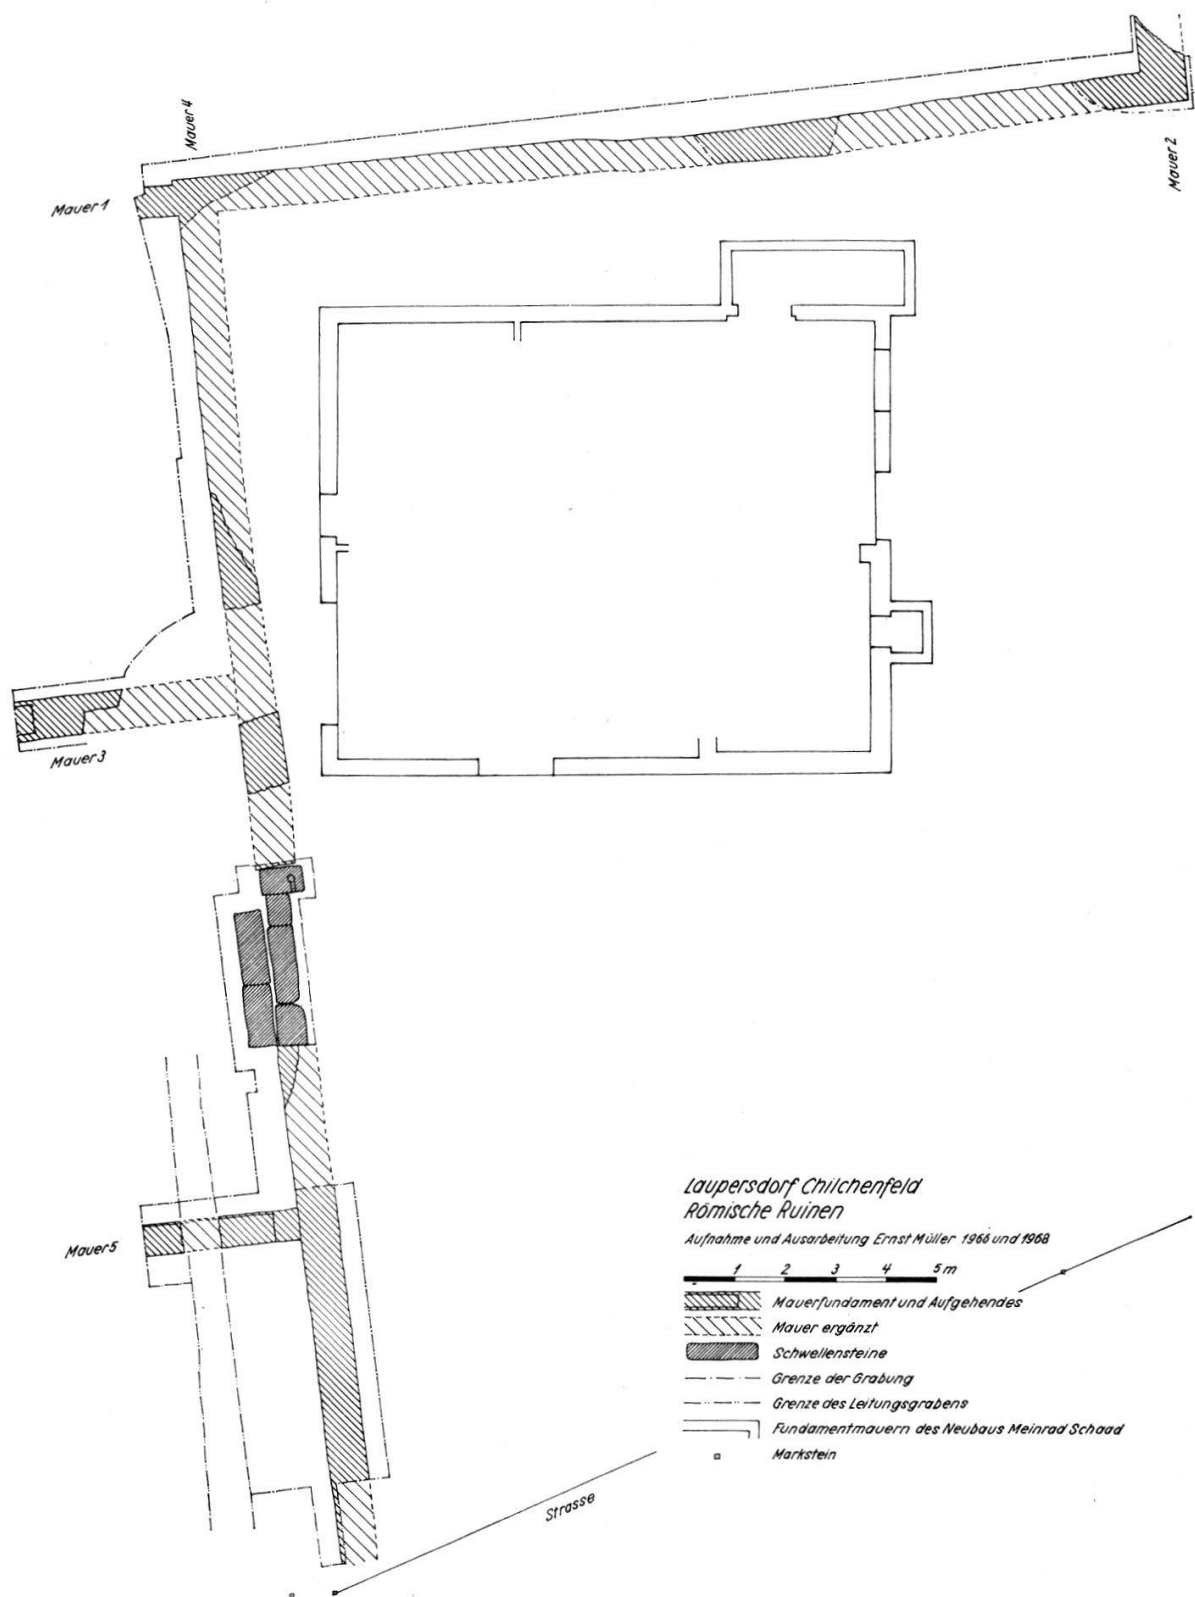 Mauer 4
Mauer 1
Mauer 2
Mauer 3
Mauer 5
Laupersdorf Chilchenfeld
Römische Ruinen
Aufnahme und Ausarbeitung Ernst Müller 1966 und 1968
1 2 3 4 5 m
Mauerfundament und Aufgehendes
Mauer ergänzt
Schwellensteine
Grenze der Grabung
Grenze des Leitungsgrabens
Fundamentmauern des Neubaus Meinrad Schaad
Markstein
Strasse